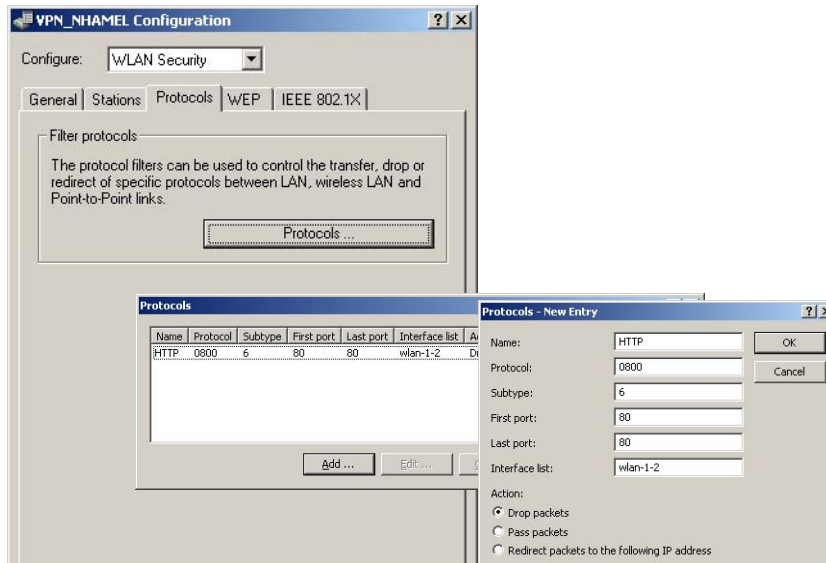 VPN_NHAMEL Configuration
Configure: WLAN Security
General Stations Protocols WEP IEEE 802.1X
Filter protocols
The protocol filters can be used to control the transfer, drop or
redirect of specific protocols between LAN, wireless LAN and
Point-to-Point links.
Protocols ...
Protocols
Name Protocol Subtype First port Last port Interface list
HTTP 0800 6 80 80 wlan-1-2
Add ... Edit ...
Protocols - New Entry
Name: HTTP OK
Protocol: 0800 Cancel
Subtype: 6
First port: 80
Last port: 80
Interface list: wlan-1-2
Action:
Drop packets
Pass packets
Redirect packets to the following IP address